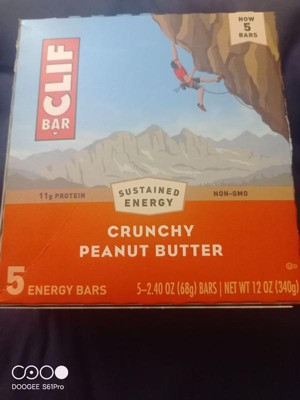 NOW
5
BARS
CLIF
BAR
11g PROTEIN
SUSTAINED
ENERGY
NON-GMO
CRUNCHY
PEANUT BUTTER
5 ENERGY BARS
5–2.40 OZ (68g) BARS | NET WT 12 OZ (340g)
DOOGEE S61Pro